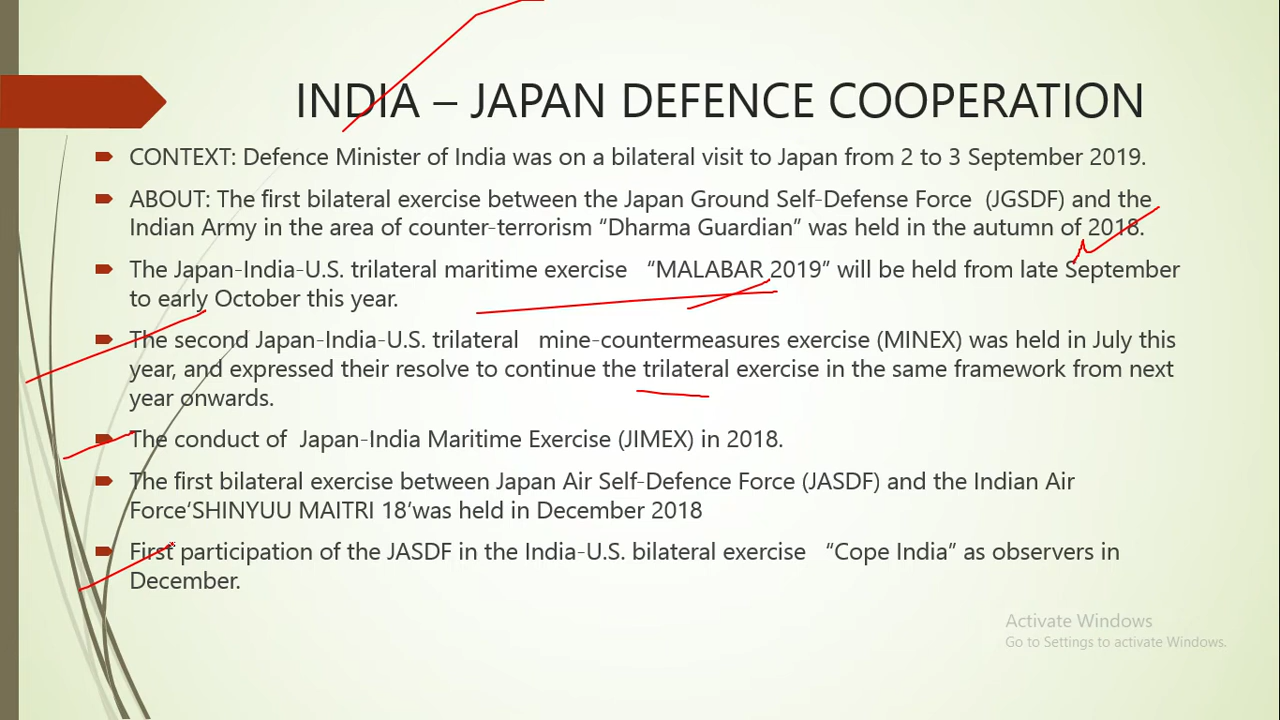 INDIA – JAPAN DEFENCE COOPERATION
CONTEXT: Defence Minister of India was on a bilateral visit to Japan from 2 to 3 September 2019.
ABOUT: The first bilateral exercise between the Japan Ground Self-Defense Force (JGSDF) and the
Indian Army in the area of counter-terrorism “Dharma Guardian” was held in the autumn of 2018.
The Japan-India-U.S. trilateral maritime exercise “MALABAR 2019” will be held from late September
to early October this year.
The second Japan-India-U.S. trilateral mine-countermeasures exercise (MINEX) was held in July this
year, and expressed their resolve to continue the trilateral exercise in the same framework from next
year onwards.
The conduct of Japan-India Maritime Exercise (JIMEX) in 2018.
The first bilateral exercise between Japan Air Self-Defence Force (JASDF) and the Indian Air
Force‘SHINYUU MAITRI 18’was held in December 2018
First participation of the JASDF in the India-U.S. bilateral exercise “Cope India” as observers in
December.
Activate Windows
Go to Settings to activate Windows.